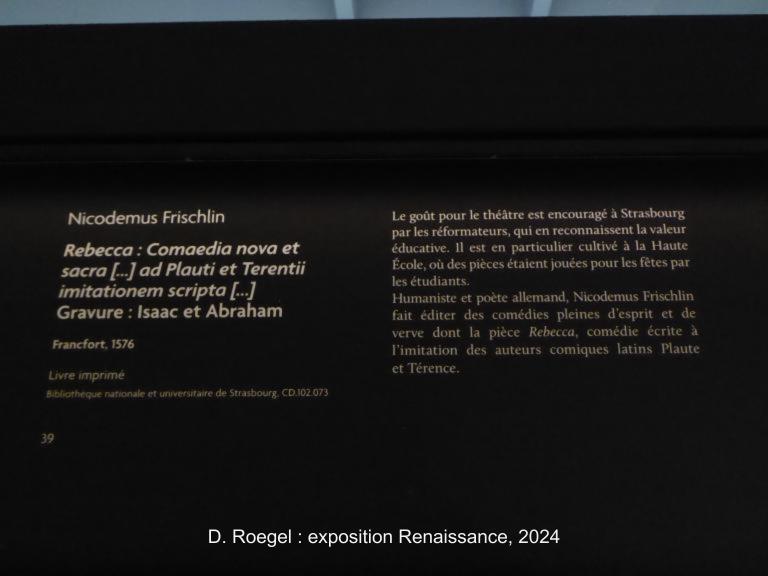 Nicodemus Frischlin
Rebecca : Comaedia nova et
sacra [...] ad Plauti et Terentii
imitationem scripta [...]
Gravure : Isaac et Abraham
Francfort, 1576
Livre imprimé
Bibliothèque nationale et universitaire de Strasbourg, CD.102.073
39
Le goût pour le théâtre est encouragé à Strasbourg
par les réformateurs, qui en reconnaissent la valeur
éducative. Il est en particulier cultivé à la Haute
École, où des pièces étaient jouées pour les fêtes par
les étudiants.
Humaniste et poète allemand, Nicodemus Frischlin
fait éditer des comédies pleines d'esprit et de
verve dont la pièce Rebecca, comédie écrite à
l'imitation des auteurs comiques latins Plaute
et Térence.
D. Roegel : exposition Renaissance, 2024